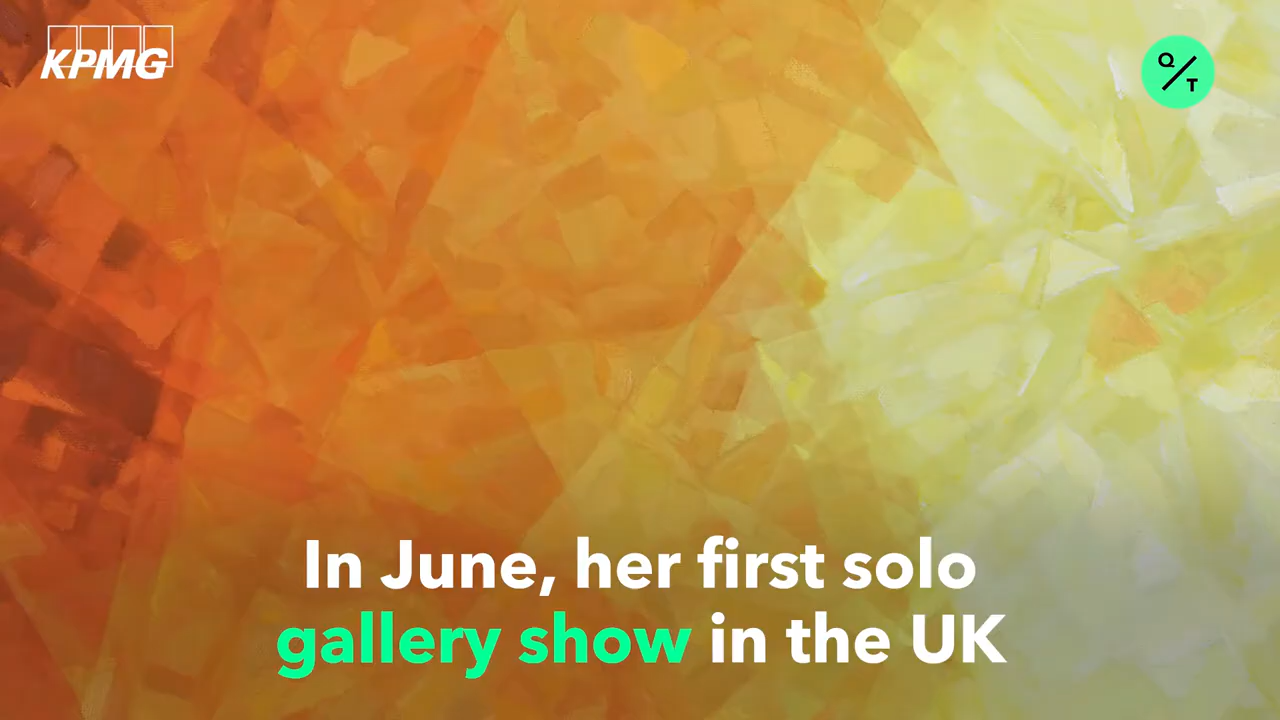 KPMG
Q/T
In June, her first solo
gallery show in the UK